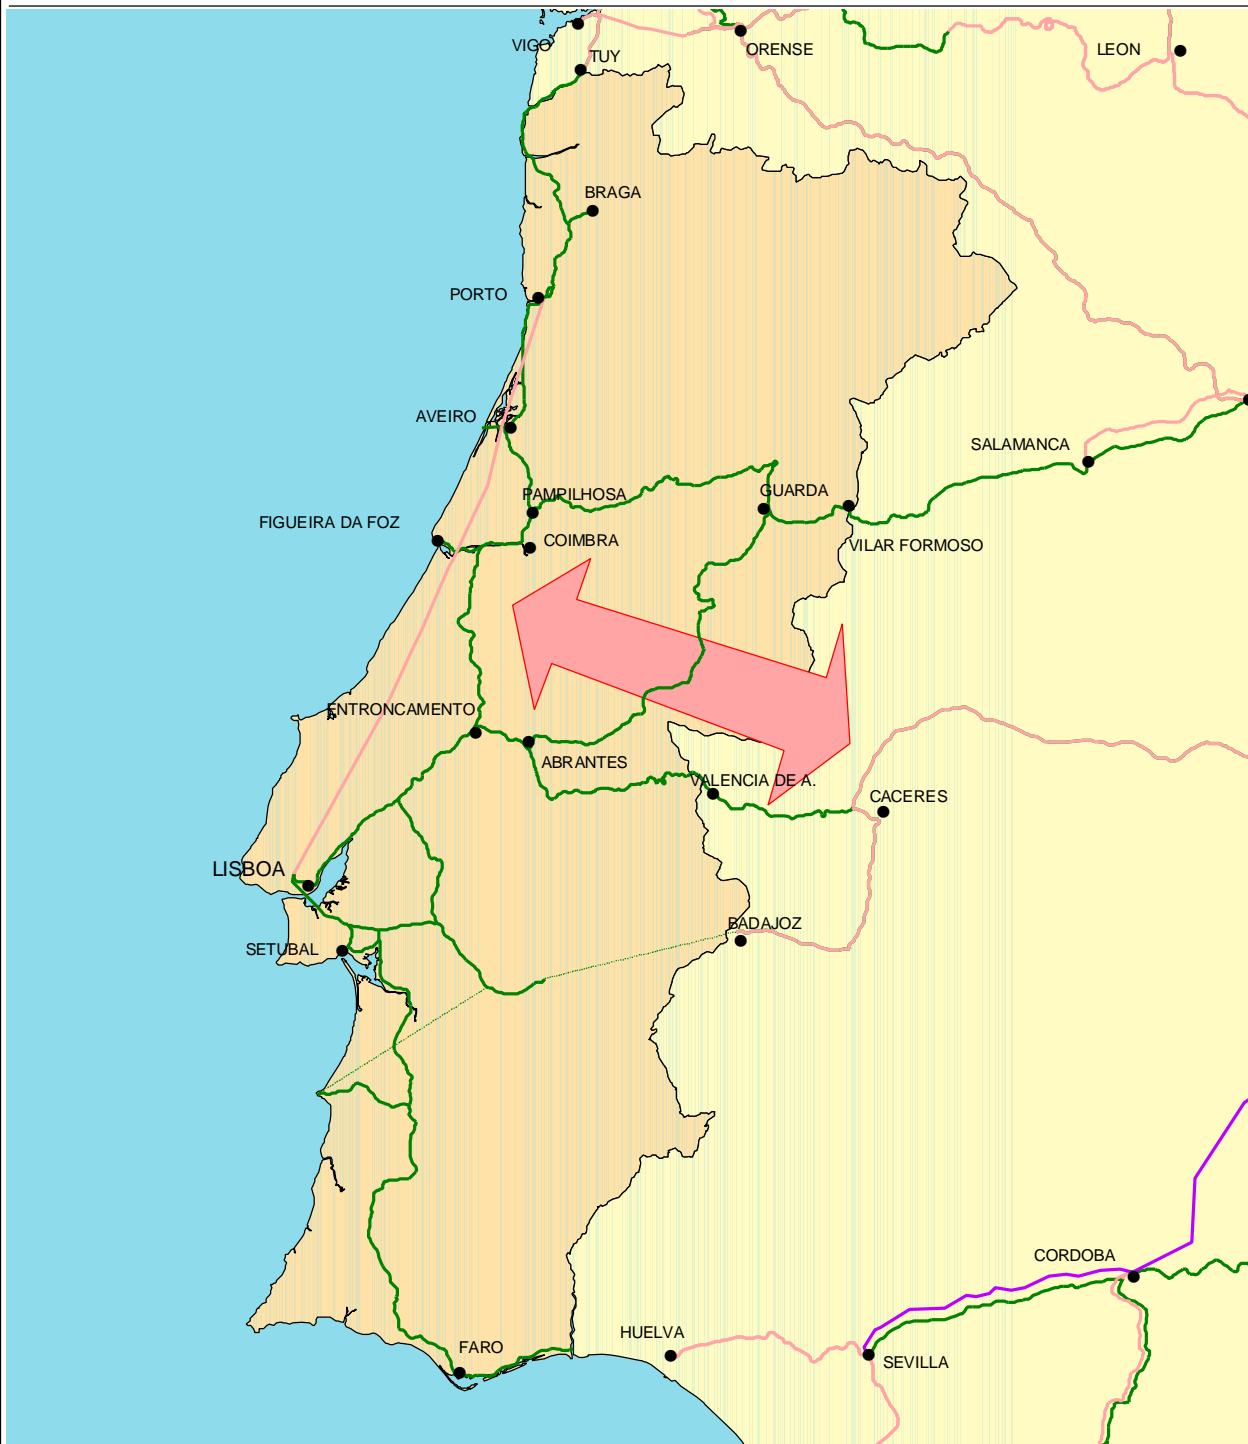 VIGO
TUY
ORENSE
LEON
BRAGA
PORTO
AVEIRO
SALAMANCA
PAMPILHOSA
GUARDA
FIGUEIRA DA FOZ
COIMBRA
VILAR FORMOSO
ENTRONCAMENTO
ABRANTES
VALENCIA DE A.
CACERES
LISBOA
BADAJOZ
SETUBAL
CORDOBA
HUELVA
FARO
SEVILLA